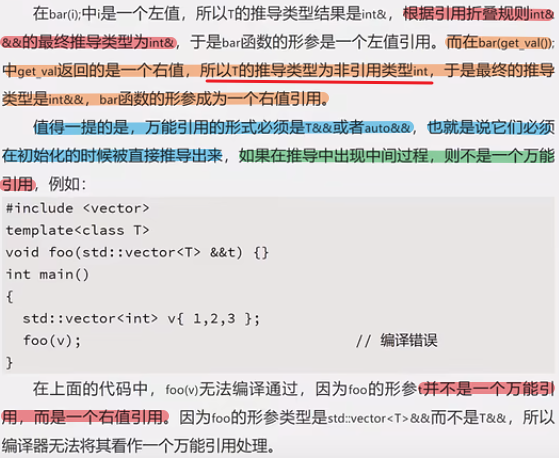 在bar(i);中i是一个左值，所以T的推导类型结果是int&，根据引用折叠规则int&
&&的最终推导类型为int&，于是bar函数的形参是一个左值引用。而在bar(get_val());
中get_val返回的是一个右值，所以T的推导类型为非引用类型int，于是最终的推导
类型是int&&，bar函数的形参成为一个右值引用。
值得一提的是，万能引用的形式必须是T&&或者auto&&，也就是说它们必须
在初始化的时候被直接推导出来，如果在推导中出现中间过程，则不是一个万能
引用，例如：
#include <vector>
template<class T>
void foo(std::vector<T> &&t) {}
int main()
{
  std::vector<int> v{ 1,2,3 };
  foo(v);                              // 编译错误
}
在上面的代码中，foo(v)无法编译通过，因为foo的形参t并不是一个万能引
用，而是一个右值引用。因为foo的形参类型是std::vector<T>&&而不是T&&，所以
编译器无法将其看作一个万能引用处理。